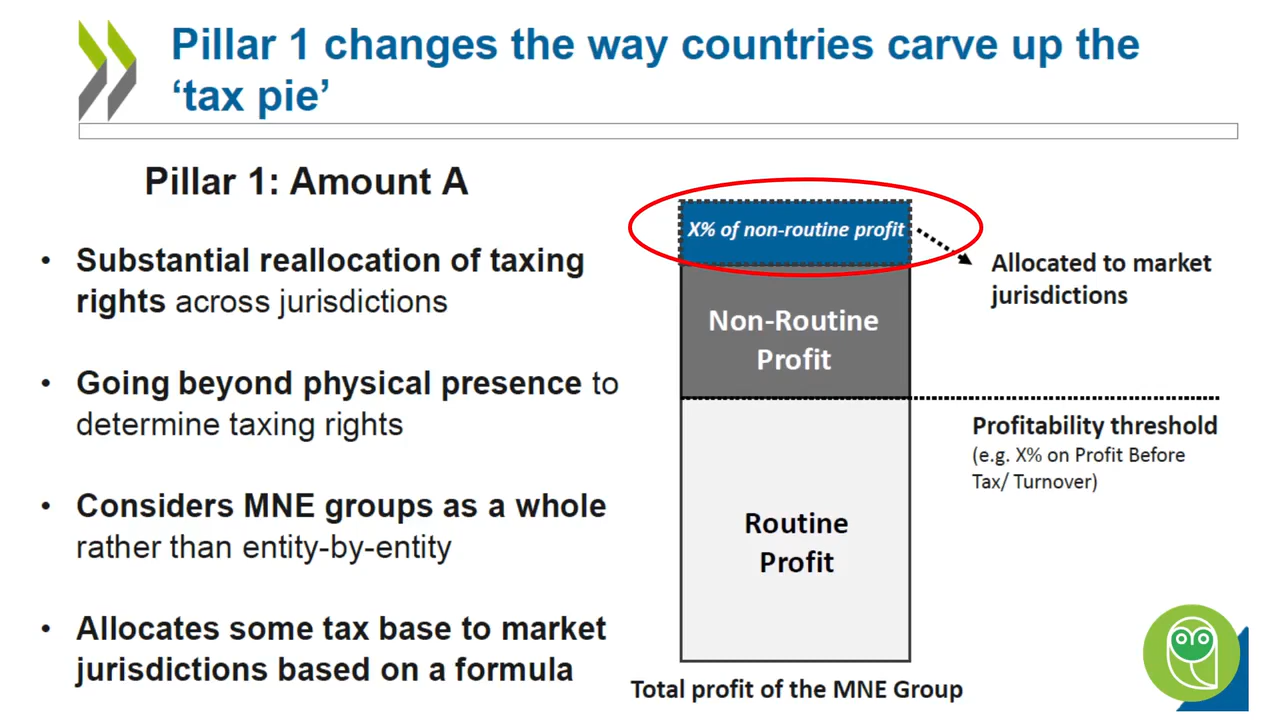 Pillar 1 changes the way countries carve up the
‘tax pie’
Pillar 1: Amount A
• Substantial reallocation of taxing
rights across jurisdictions
• Going beyond physical presence to
determine taxing rights
• Considers MNE groups as a whole
rather than entity-by-entity
• Allocates some tax base to market
jurisdictions based on a formula
X% of non-routine profit
Allocated to market
jurisdictions
Non-Routine
Profit
Profitability threshold
(e.g. X% on Profit Before
Tax/ Turnover)
Routine
Profit
Total profit of the MNE Group